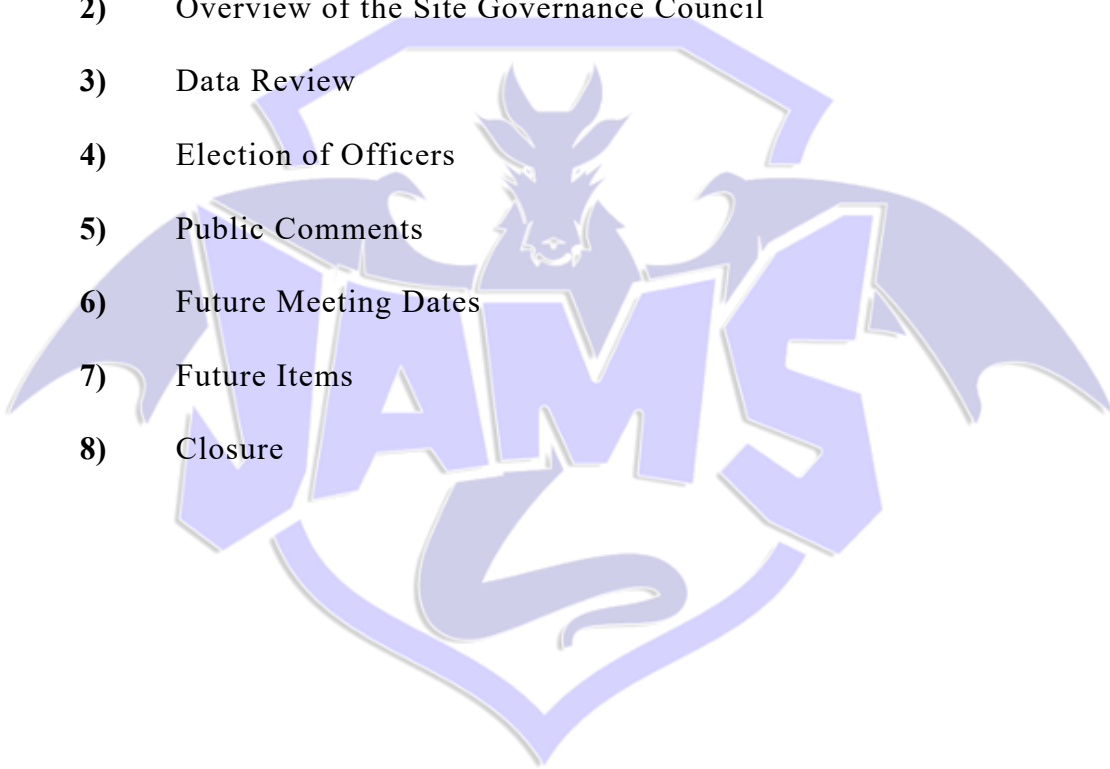 2) Overview of the Site Governance Council
3) Data Review
4) Election of Officers
5) Public Comments
6) Future Meeting Dates
7) Future Items
8) Closure
JAMS